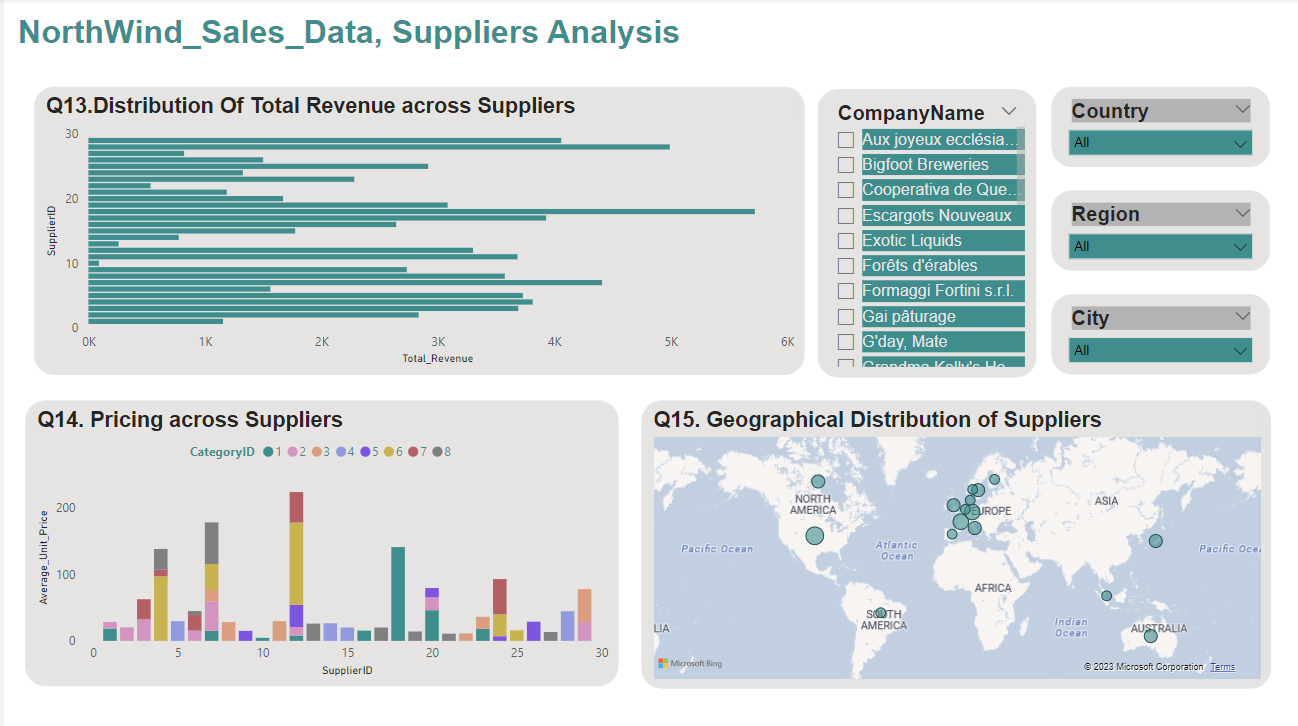 NorthWind_Sales_Data, Suppliers Analysis
Q13.Distribution Of Total Revenue across Suppliers
30
20
10
0
SupplierID
0K 1K 2K 3K 4K 5K 6K
Total_Revenue
CompanyName
Aux joyeux ecclésia...
Bigfoot Breweries
Cooperativa de Que...
Escargots Nouveaux
Exotic Liquids
Forêts d'érables
Formaggi Fortini s.r.l.
Gai pâturage
G'day, Mate
Grandma Kelly's Ho...
Country
All
Region
All
City
All
Q14. Pricing across Suppliers
CategoryID 1 2 3 4 5 6 7 8
200
100
0
Average_Unit_Price
0 5 10 15 20 25 30
SupplierID
Q15. Geographical Distribution of Suppliers
NORTH
AMERICA
EUROPE
ASIA
Pacific Ocean
Atlantic
Ocean
Pacific Ocea
AFRICA
SOUTH
AMERICA
Indian
Ocean
LIA
AUSTRALIA
Microsoft Bing
© 2023 Microsoft Corporation Terms